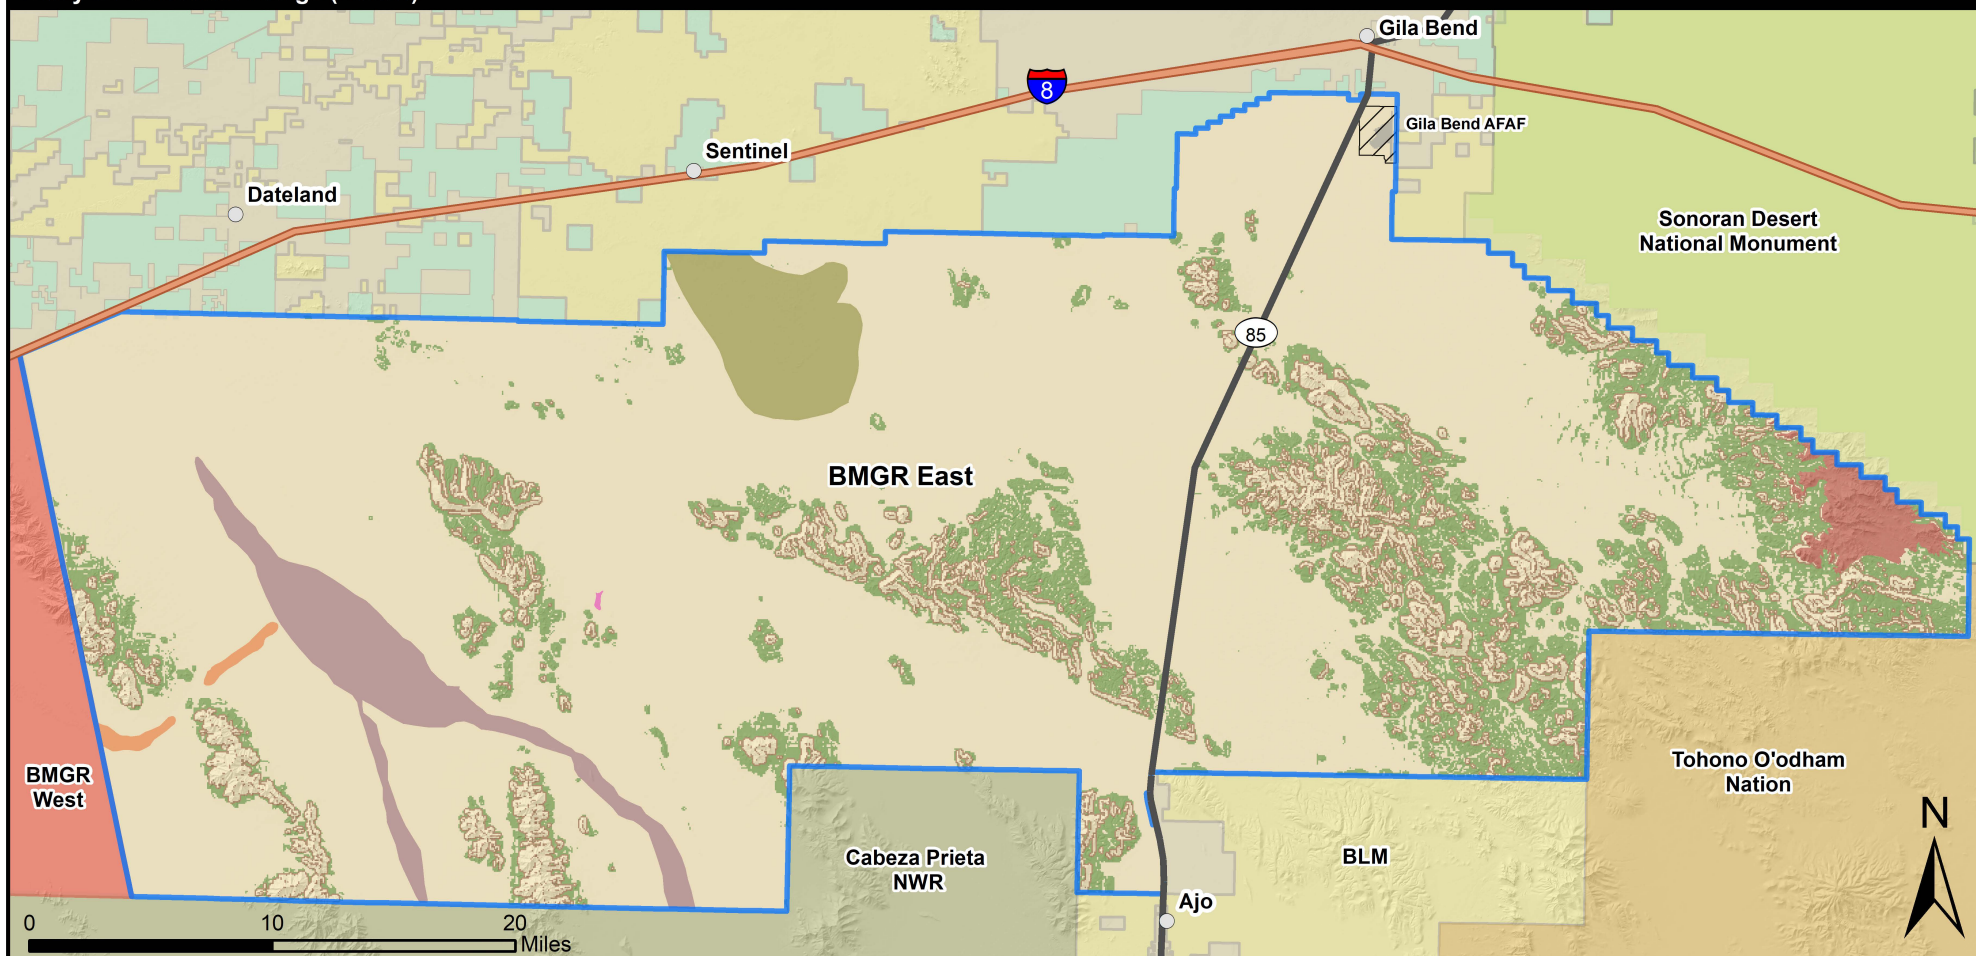 Gila Bend
8
Gila Bend AFAF
Sentinel
Dateland
Sonoran Desert
National Monument
85
BMGR East
BMGR
West
Tohono O'odham
Nation
N
Cabeza Prieta
NWR
BLM
Ajo
0 10 20
Miles